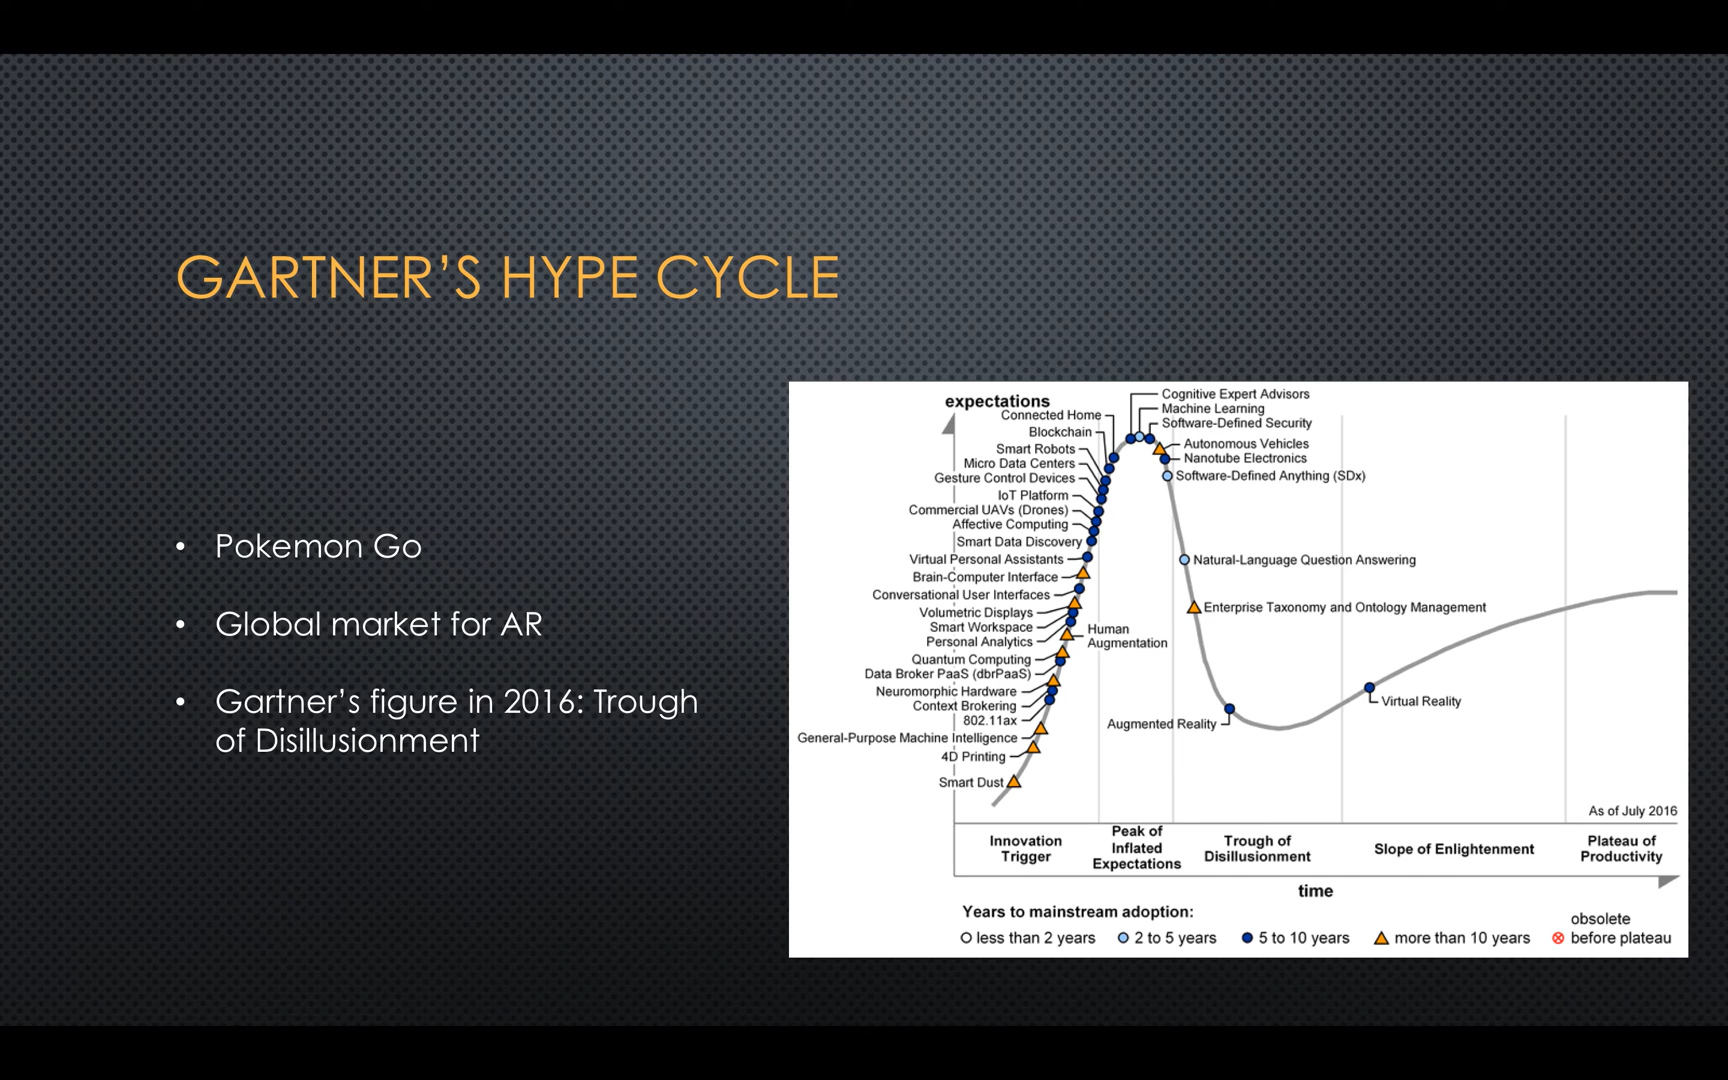 GARTNER’S HYPE CYCLE
• Pokemon Go
• Global market for AR
• Gartner’s figure in 2016: Trough
of Disillusionment
expectations
Connected Home
Blockchain
Smart Robots
Micro Data Centers
Gesture Control Devices
IoT Platform
Commercial UAVs (Drones)
Affective Computing
Smart Data Discovery
Virtual Personal Assistants
Brain-Computer Interface
Conversational User Interfaces
Volumetric Displays
Smart Workspace
Personal Analytics
Quantum Computing
Data Broker PaaS (dbrPaaS)
Neuromorphic Hardware
Context Brokering
802.11ax
General-Purpose Machine Intelligence
4D Printing
Smart Dust
Human
Augmentation
Cognitive Expert Advisors
Machine Learning
Software-Defined Security
Autonomous Vehicles
Nanotube Electronics
Software-Defined Anything (SDx)
Natural-Language Question Answering
Enterprise Taxonomy and Ontology Management
Augmented Reality
Virtual Reality
As of July 2016
Innovation
Trigger
Peak of
Inflated
Expectations
Trough of
Disillusionment
Slope of Enlightenment
Plateau of
Productivity
time
Years to mainstream adoption:
less than 2 years
2 to 5 years
5 to 10 years
more than 10 years
obsolete
before plateau